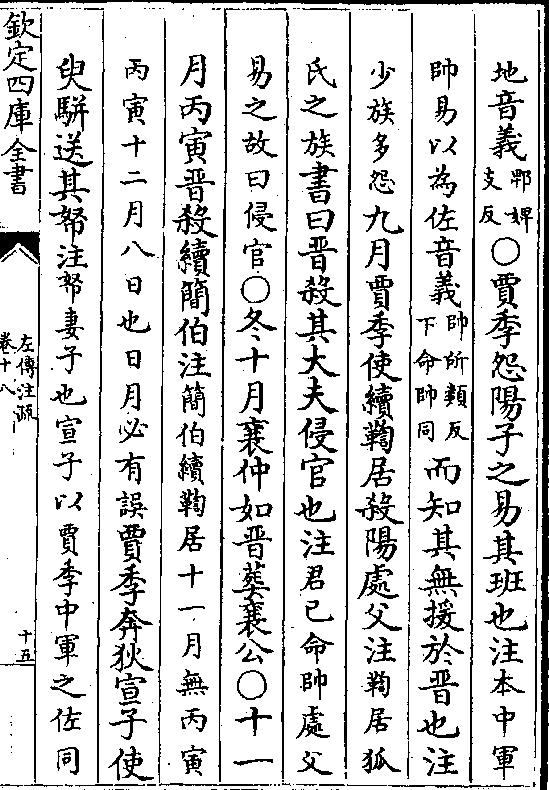 地音義郫婢支反○賈季怨陽子之易其班也注本中軍
帥易以為佐音義帥所類反下命帥同而知其無援於晉也注
少族多怨九月賈季使續鞫居殺陽處父注鞫居狐
氏之族書曰晉殺其大夫侵官也注君已命帥處父
易之故曰侵官○冬十月襄仲如晉葬襄公○十一
月丙寅晉殺續簡伯注簡伯續鞫居十一月無丙寅
丙寅十二月八日也日月必有誤賈季奔狄宣子使
臾駢送其帑注帑妻子也宣子以賈季中軍之佐同
欽定四庫全書
左傳注疏
卷十八
十五